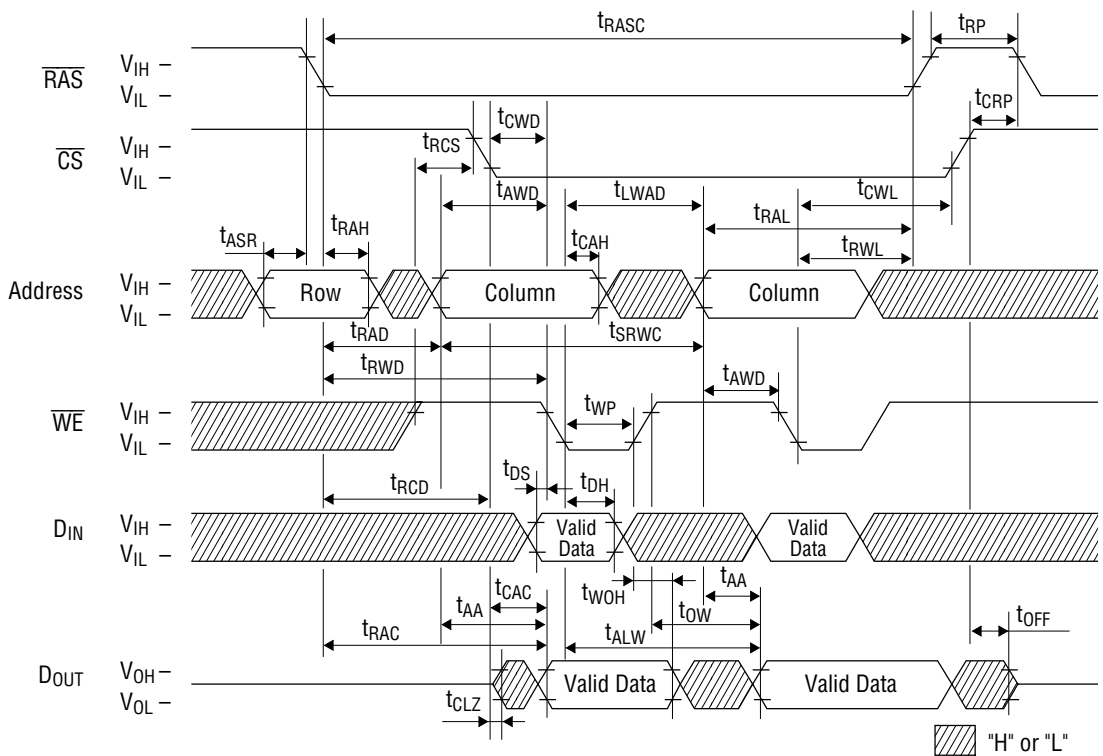 tRASC
tRP
RAS
VIH –
VIL –
tCRP
tCWD
tRCS
CS
VIH –
VIL –
tCWL
tAWD
tLWAD
tRAL
tASR
tRAH
tCAH
tRWL
Address
VIH –
VIL –
Row
Column
Column
tRAD
tSRWC
tRWD
tAWD
WE
VIH –
VIL –
tWP
tRCD
tDS
tDH
DIN
VIH –
VIL –
Valid
Data
Valid
Data
tCAC
tWOH
tAA
tAA
tOW
tRAC
tALW
tOFF
DOUT
VOH –
VOL –
Valid Data
Valid Data
tCLZ
"H" or "L"